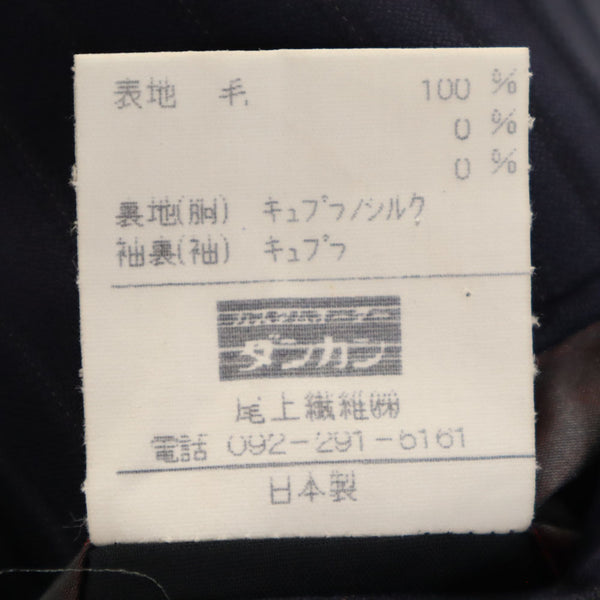 表地 毛 100 %
0 %
0 %
裏地(胴) キュプラ/シルク
袖裏(袖) キュプラ
ダンカン
尾上繊維㈱
電話 092-291-6161
日本製